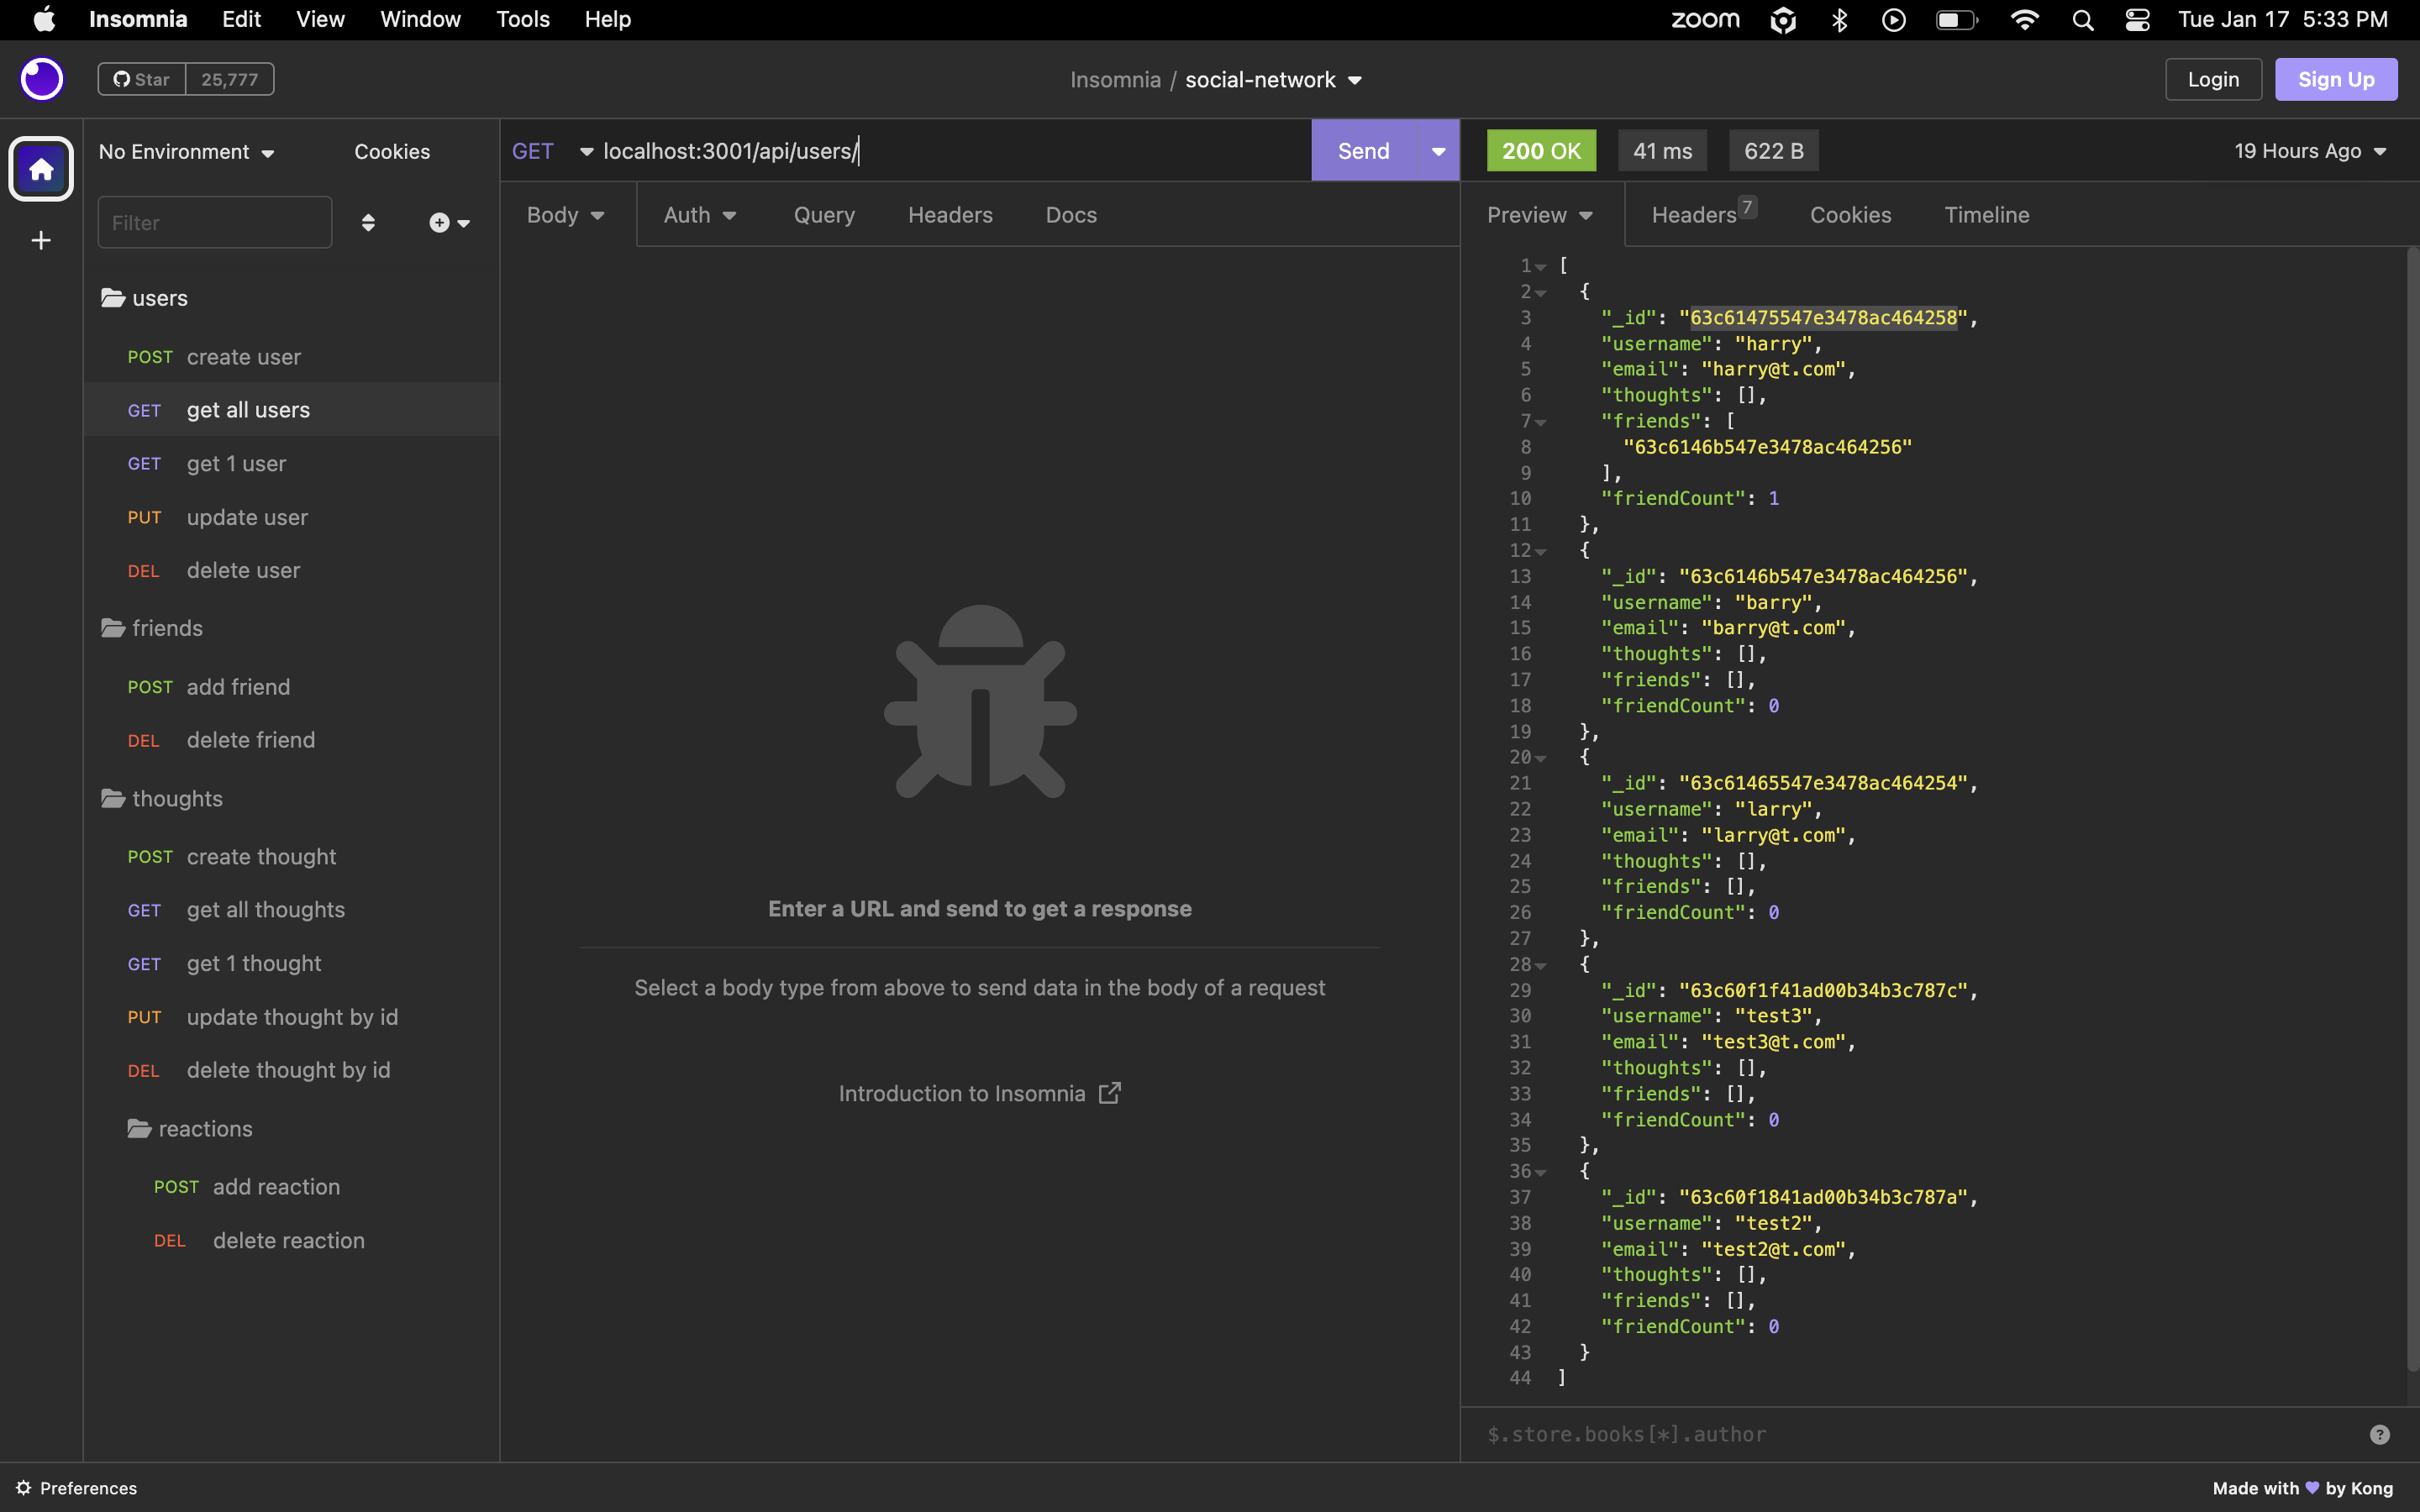 Insomnia Edit View Window Tools Help zoom Tue Jan 17 5:33 PM
Star 25,777 Insomnia / social-network Login Sign Up
No Environment Cookies
GET localhost:3001/api/users/ Send
200 OK 41 ms 622 B 19 Hours Ago
Filter
Body Auth Query Headers Docs
Preview Headers 7 Cookies Timeline
users
POST create user
GET get all users
GET get 1 user
PUT update user
DEL delete user
friends
POST add friend
DEL delete friend
thoughts
POST create thought
GET get all thoughts
GET get 1 thought
PUT update thought by id
DEL delete thought by id
reactions
POST add reaction
DEL delete reaction
Enter a URL and send to get a response
Select a body type from above to send data in the body of a request
Introduction to Insomnia
1 [
2 {
3 "_id": "63c61475547e3478ac464258",
4 "username": "harry",
5 "email": "harry@t.com",
6 "thoughts": [],
7 "friends": [
8 "63c6146b547e3478ac464256"
9 ],
10 "friendCount": 1
11 },
12 {
13 "_id": "63c6146b547e3478ac464256",
14 "username": "barry",
15 "email": "barry@t.com",
16 "thoughts": [],
17 "friends": [],
18 "friendCount": 0
19 },
20 {
21 "_id": "63c61465547e3478ac464254",
22 "username": "larry",
23 "email": "larry@t.com",
24 "thoughts": [],
25 "friends": [],
26 "friendCount": 0
27 },
28 {
29 "_id": "63c60f1f41ad00b34b3c787c",
30 "username": "test3",
31 "email": "test3@t.com",
32 "thoughts": [],
33 "friends": [],
34 "friendCount": 0
35 },
36 {
37 "_id": "63c60f1841ad00b34b3c787a",
38 "username": "test2",
39 "email": "test2@t.com",
40 "thoughts": [],
41 "friends": [],
42 "friendCount": 0
43 }
44 ]
$.store.books[*].author
Preferences
Made with by Kong